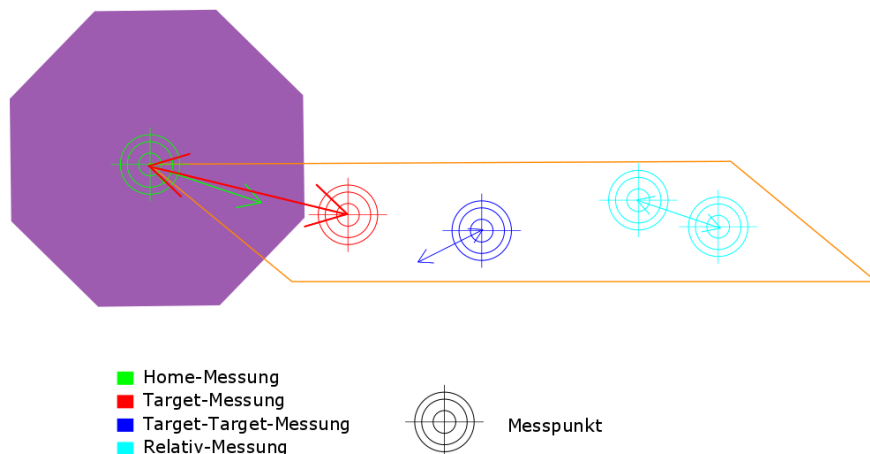 Home-Messung
Target-Messung
Target-Target-Messung
Relativ-Messung
Messpunkt